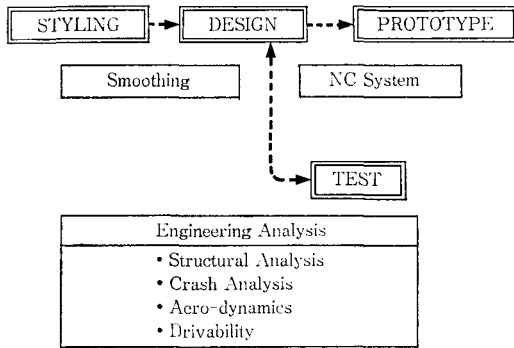 STYLING DESIGN PROTOTYPE
Smoothing NC System
TEST
Engineering Analysis
• Structural Analysis
• Crash Analysis
• Aero-dynamics
• Drivability